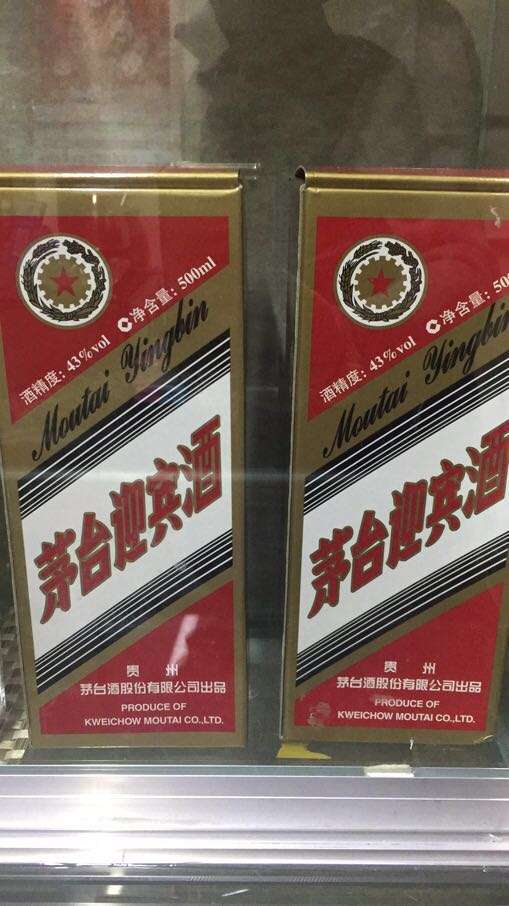 酒精度：43%vol 净含量：500ml
Moutai Yingbin
茅台迎宾酒
贵州
茅台酒股份有限公司出品
PRODUCE OF
KWEICHOW MOUTAI CO.,LTD.
酒精度：43%vol 净含量：50
Moutai Yingbin
茅台迎宾酒
贵州
茅台酒股份有限公司出品
PRODUCE OF
KWEICHOW MOUTAI CO.,LTD.